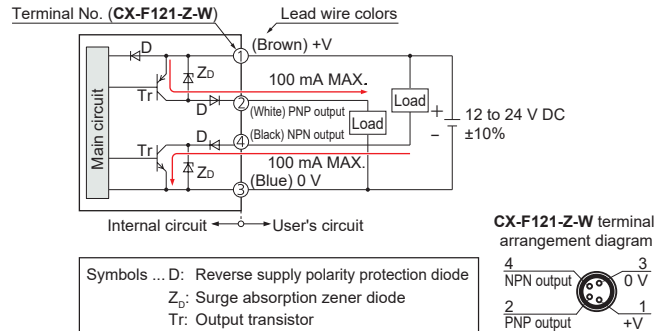 Terminal No. (CX-F121-Z-W)
Lead wire colors
D
1
(Brown) +V
ZD
100 mA MAX.
Tr
D
2
(White) PNP output
Load
Load
+
−
12 to 24 V DC
±10%
Main circuit
D
4
(Black) NPN output
Tr
100 mA MAX.
ZD
3
(Blue) 0 V
Internal circuit
User's circuit
Symbols ... D: Reverse supply polarity protection diode
ZD: Surge absorption zener diode
Tr: Output transistor
CX-F121-Z-W terminal
arrangement diagram
4
NPN output
3
0 V
2
PNP output
1
+V